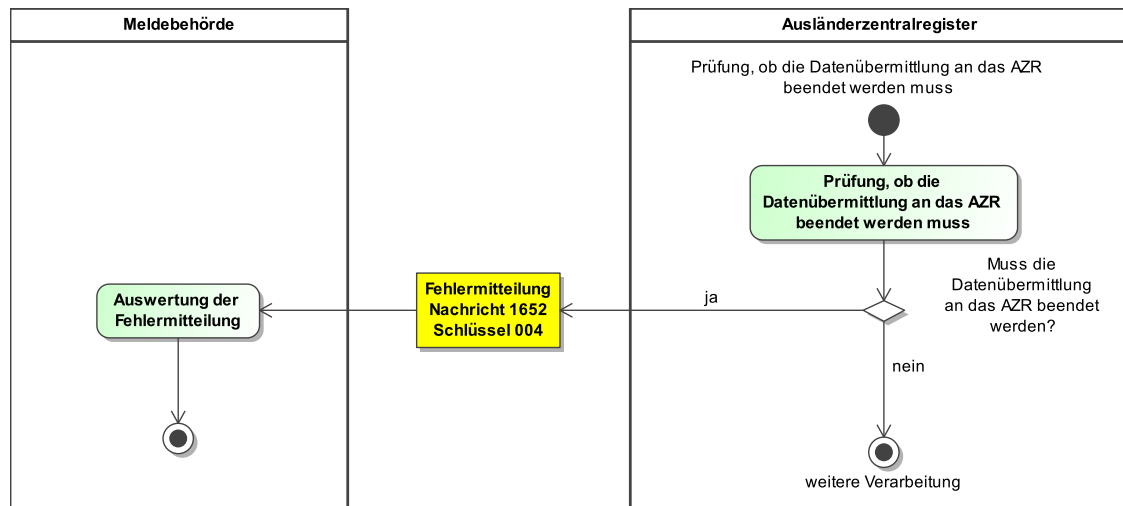 Meldebehörde
Ausländerzentralregister
Prüfung, ob die Datenübermittlung an das AZR
beendet werden muss
Prüfung, ob die
Datenübermittlung an das AZR
beendet werden muss
Muss die
Datenübermittlung
an das AZR beendet
werden?
ja
nein
Fehlermitteilung
Nachricht 1652
Schlüssel 004
Auswertung der
Fehlermitteilung
weitere Verarbeitung